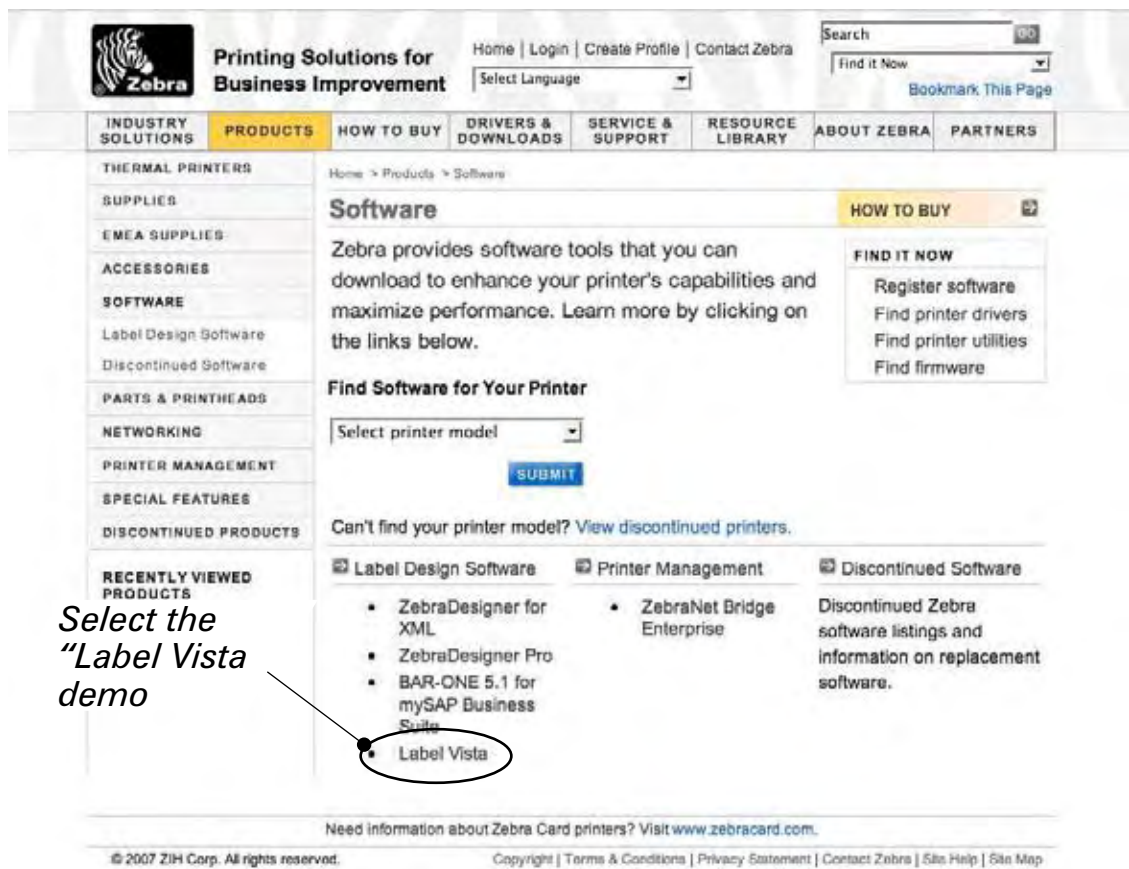 Zebra
Printing Solutions for
Business Improvement
Home | Login | Create Profile | Contact Zebra
Select Language
Search
GO
Find it Now
Bookmark This Page
INDUSTRY
SOLUTIONS
PRODUCTS
HOW TO BUY
DRIVERS &
DOWNLOADS
SERVICE &
SUPPORT
RESOURCE
LIBRARY
ABOUT ZEBRA
PARTNERS
THERMAL PRINTERS
SUPPLIES
EMEA SUPPLIES
ACCESSORIES
SOFTWARE
Label Design Software
Discontinued Software
PARTS & PRINTHEADS
NETWORKING
PRINTER MANAGEMENT
SPECIAL FEATURES
DISCONTINUED PRODUCTS
RECENTLY VIEWED
PRODUCTS
Select the
“Label Vista
demo
Home > Products > Software
Software
Zebra provides software tools that you can
download to enhance your printer's capabilities and
maximize performance. Learn more by clicking on
the links below.
Find Software for Your Printer
Select printer model
SUBMIT
Can't find your printer model? View discontinued printers.
HOW TO BUY
FIND IT NOW
Register software
Find printer drivers
Find printer utilities
Find firmware
Label Design Software
• ZebraDesigner for
XML
• ZebraDesigner Pro
• BAR-ONE 5.1 for
mySAP Business
Suite
• Label Vista
Printer Management
• ZebraNet Bridge
Enterprise
Discontinued Software
Discontinued Zebra
software listings and
information on replacement
software.
Need information about Zebra Card printers? Visit www.zebracard.com.
© 2007 ZIH Corp. All rights reserved.
Copyright | Terms & Conditions | Privacy Statement | Contact Zebra | Site Help | Site Map